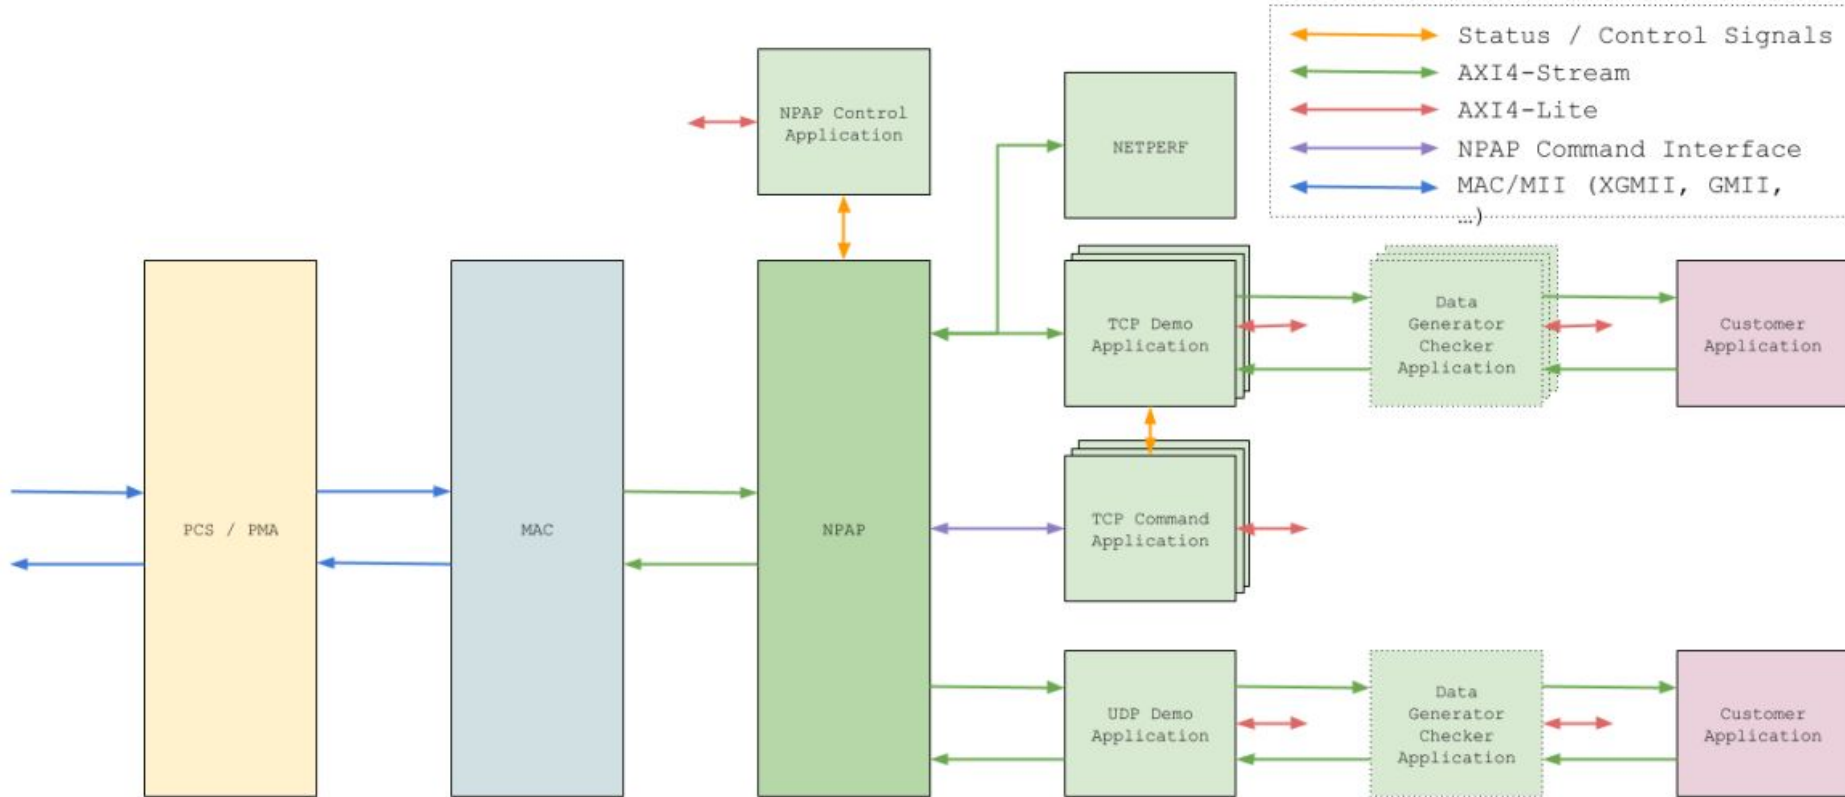 Status / Control Signals
AXI4-Stream
AXI4-Lite
NPAP Command Interface
MAC/MII (XGMII, GMII,
…)
NPAP Control
Application
NETPERF
PCS / PMA
MAC
NPAP
TCP Demo
Application
Data
Generator
Checker
Application
Customer
Application
TCP Command
Application
UDP Demo
Application
Data
Generator
Checker
Application
Customer
Application